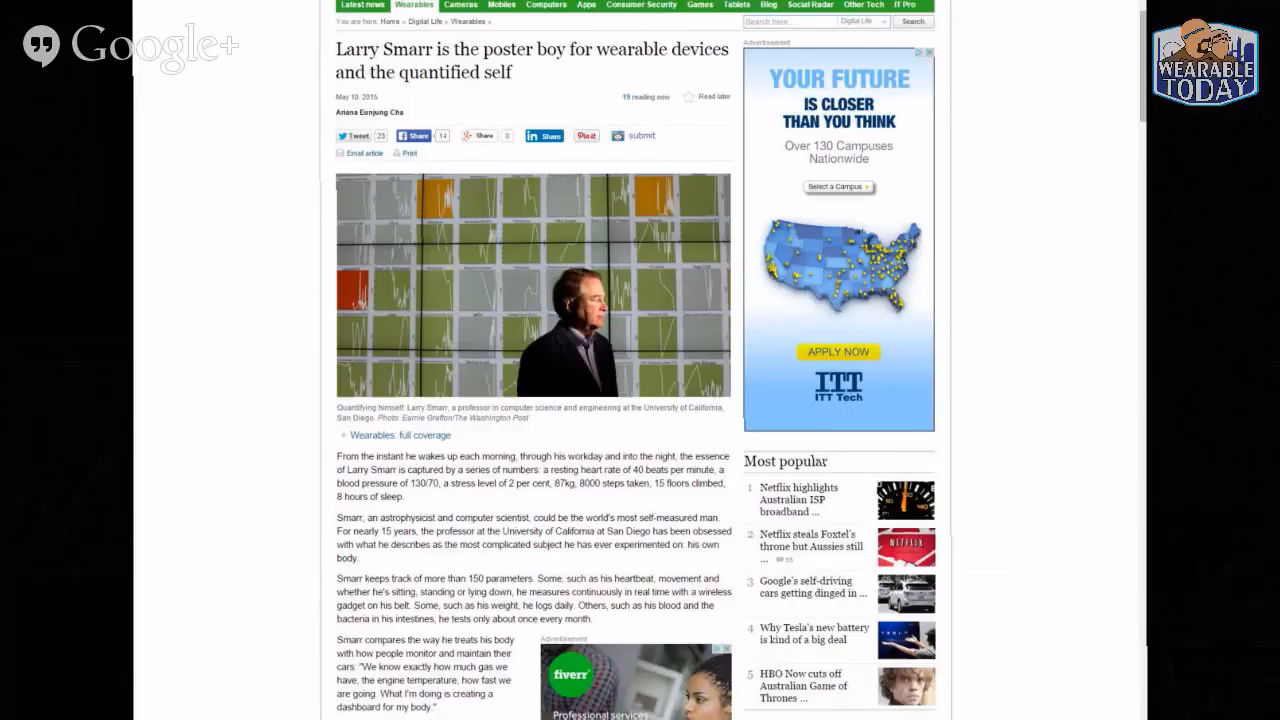 Google+
WEARABLE
TODAY
Latest news Wearables Cameras Mobiles Computers Apps Consumer Security Games Tablets Blog Social Radar Other Tech IT Pro
You are here: Home » Digital Life » Wearables »
Search here... Digital Life Search
Larry Smarr is the poster boy for wearable devices
and the quantified self
May 10, 2015
19 reading now Read later
Ariana Eunjung Cha
Tweet 23 Share 14 Share 0 in Share Pin it submit
Email article Print
Quantifying himself: Larry Smarr, a professor in computer science and engineering at the University of California,
San Diego. Photo: Earnie Grafton/The Washington Post
Wearables: full coverage
From the instant he wakes up each morning, through his workday and into the night, the essence
of Larry Smarr is captured by a series of numbers: a resting heart rate of 40 beats per minute, a
blood pressure of 130/70, a stress level of 2 per cent, 87kg, 8000 steps taken, 15 floors climbed,
8 hours of sleep.
Smarr, an astrophysicist and computer scientist, could be the world's most self-measured man.
For nearly 15 years, the professor at the University of California at San Diego has been obsessed
with what he describes as the most complicated subject he has ever experimented on: his own
body.
Smarr keeps track of more than 150 parameters. Some, such as his heartbeat, movement and
whether he's sitting, standing or lying down, he measures continuously in real time with a wireless
gadget on his belt. Some, such as his weight, he logs daily. Others, such as his blood and the
bacteria in his intestines, he tests only about once every month.
Smarr compares the way he treats his body
with how people monitor and maintain their
cars: "We know exactly how much gas we
have, the engine temperature, how fast we
are going. What I'm doing is creating a
dashboard for my body."
Advertisement
fiverr
Professional services
Advertisement
YOUR FUTURE
IS CLOSER
THAN YOU THINK
Over 130 Campuses
Nationwide
Select a Campus
APPLY NOW
ITT
ITT Tech
Most popular
1 Netflix highlights
Australian ISP
broadband ...
2 Netflix steals Foxtel's
throne but Aussies still
... 55
NETFLIX
3 Google's self-driving
cars getting dinged in ...
4 Why Tesla's new battery
is kind of a big deal
5 HBO Now cuts off
Australian Game of
Thrones ...